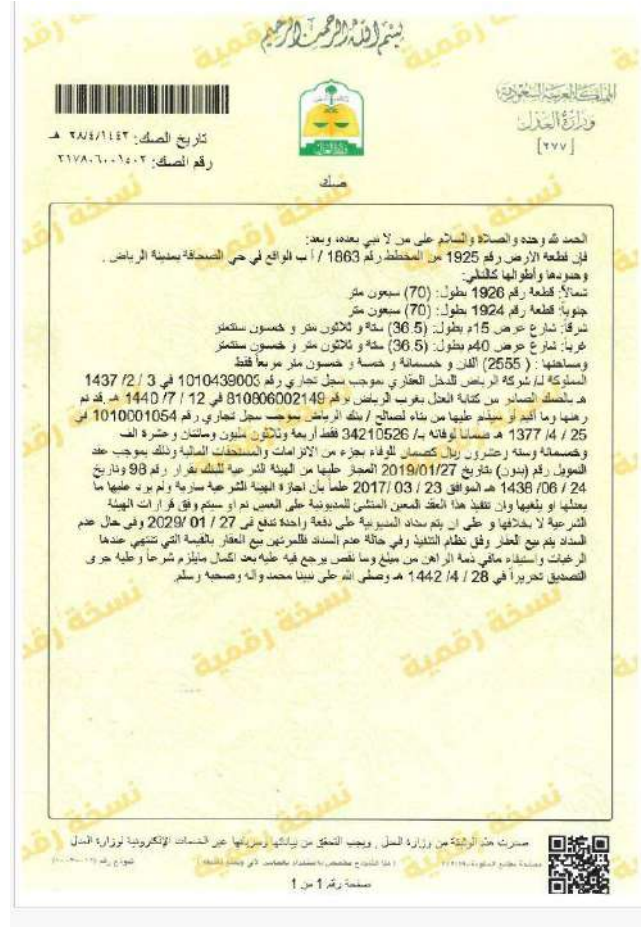 بسم الله الرحمن الرحيم
المملكة العربية السعودية
وزارة العدل
[٢٧٧]
تاريخ الصك: ٢٨/٤/١٤٤٢ هـ
رقم الصك: ٢١٧٨٠٦٠٠١٥٠٢
صك
الحمد لله وحده والصلاة والسلام على من لا نبي بعده، وبعد:
فإن قطعة الأرض رقم 1925 من المخطط رقم 1863 / أ ب الواقع في حي الصحافة بمدينة الرياض .
وحدودها وأطوالها كالتالي:
شمالاً: قطعة رقم 1926 بطول: (70) سبعون متر
جنوباً: قطعة رقم 1924 بطول: (70) سبعون متر
شرقاً: شارع عرض 15م بطول: (36.5) ستة و ثلاثون متر و خمسون سنتمتر
غرباً: شارع عرض 40م بطول: (36.5) ستة و ثلاثون متر و خمسون سنتمتر
ومساحتها : ( 2555) ألفان و خمسمائة و خمسة و خمسون متر مربعاً فقط
المملوكة لـ/ شركة الرياض للدخل العقاري بموجب سجل تجاري رقم 1010439003 في 3 / 2/ 1437
هـ بالصك الصادر من كتابة العدل بغرب الرياض برقم 810806002149 في 12 / 7/ 1440 هـ قد تم
رهنها وما أقيم أو سيقام عليها من بناء لصالح / بنك الرياض بموجب سجل تجاري رقم 1010001054 في
25 / 4/ 1377 هـ ضمانا لوفائه بـ/ 34210526 فقط أربعة وثلاثون مليون ومائتان وعشرة الف
وخمسمائة وستة وعشرون ريال كضمان للوفاء بجزء من الالتزامات والمستحقات المالية وذلك بموجب عقد
التمويل رقم (بدون) بتاريخ 2019/01/27 المجاز عليها من الهيئة الشرعية للبنك بقرار رقم 98 وتاريخ
24 / 06/ 1438 هـ الموافق 23 / 03/ 2017 علماً بأن اجازة الهيئة الشرعية سارية ولم يرد عليها ما
يعدلها او يلغيها وان تنفيذ هذا العقد المعين المنشئ للمديونية على العميل تم او سيتم وفق قرارات الهيئة
الشرعية لا بخلافها و على ان يتم سداد المديونية على دفعة واحدة تدفع في 27 / 01/ 2029 وفي حال عدم
السداد يتم بيع العقار وفق نظام التنفيذ وفي حالة عدم السداد فللمرتهن بيع العقار بالقيمة التي تنتهي عندها
الرغبات واستيفاء مافي ذمة الراهن من مبلغ وما نقص يرجع فيه عليه بعد اكمال مايلزم شرعاً وعليه جرى
التصديق تحريراً في 28 / 4/ 1442 هـ وصلى الله على نبينا محمد وآله وصحبه وسلم.
نسخة رقمية
صدرت هذه الوثيقة من وزارة العدل , ويجب التحقق من بياناتها وسريانها عبر الخدمات الإلكترونية لوزارة العدل
صفحة رقم 1 من 1